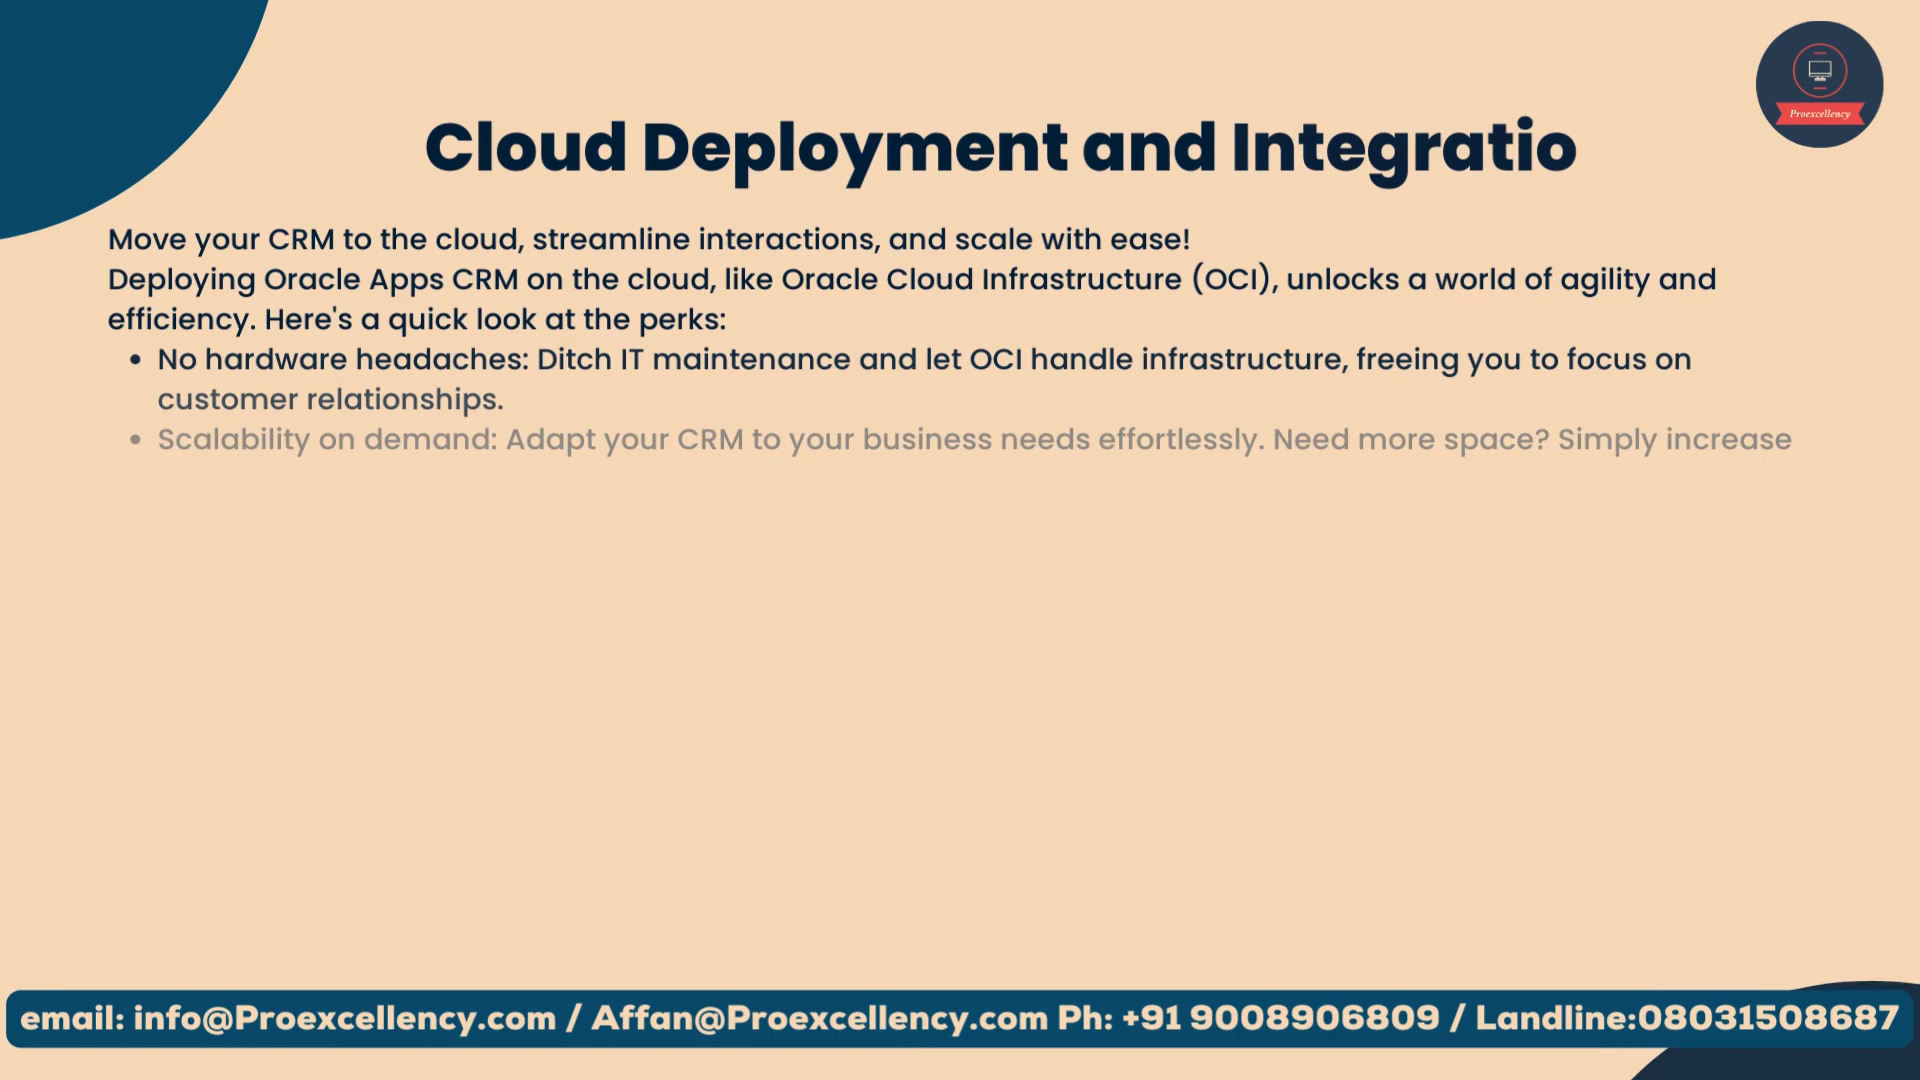 Proexcellency
Cloud Deployment and Integratio
Move your CRM to the cloud, streamline interactions, and scale with ease!
Deploying Oracle Apps CRM on the cloud, like Oracle Cloud Infrastructure (OCI), unlocks a world of agility and
efficiency. Here's a quick look at the perks:
• No hardware headaches: Ditch IT maintenance and let OCI handle infrastructure, freeing you to focus on
customer relationships.
• Scalability on demand: Adapt your CRM to your business needs effortlessly. Need more space? Simply increase
email: info@Proexcellency.com / Affan@Proexcellency.com Ph: +91 9008906809 / Landline:08031508687